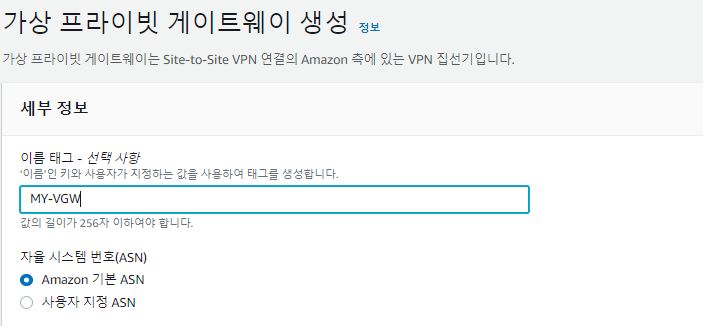 가상 프라이빗 게이트웨이 생성 정보
가상 프라이빗 게이트웨이는 Site-to-Site VPN 연결의 Amazon 측에 있는 VPN 집선기입니다.
세부 정보
이름 태그 - 선택 사항
'이름'인 키와 사용자가 지정하는 값을 사용하여 태그를 생성합니다.
MY-VGW
값의 길이가 256자 이하여야 합니다.
자율 시스템 번호(ASN)
Amazon 기본 ASN
사용자 지정 ASN